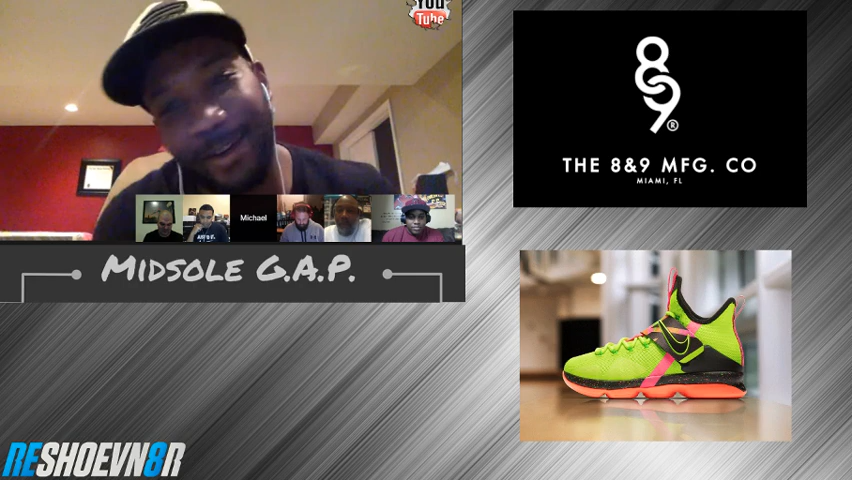 You
Tube
Michael
MIDSOLE G.A.P.
8&9
®
THE 8&9 MFG. CO
MIAMI, FL
RESHOEVN8R